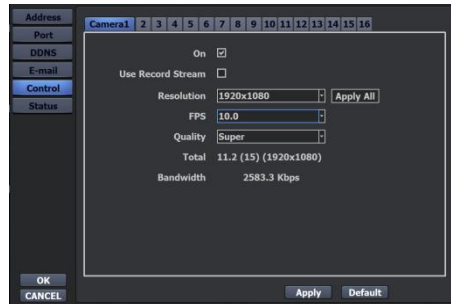 Address
Port
DDNS
E-mail
Control
Status
Camera1 2 3 4 5 6 7 8 9 10 11 12 13 14 15 16
On
Use Record Stream
Resolution 1920x1080 Apply All
FPS 10.0
Quality Super
Total 11.2 (15) (1920x1080)
Bandwidth 2583.3 Kbps
OK
CANCEL
Apply Default